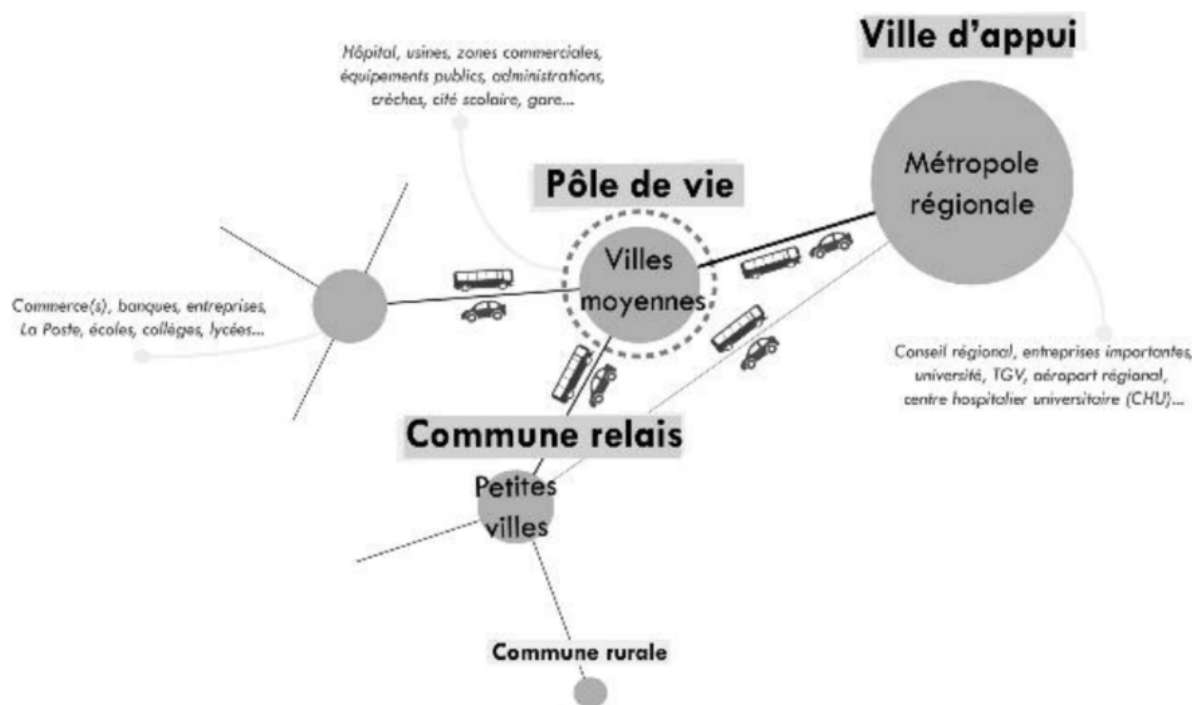 Ville d'appui
Hôpital, usines, zones commerciales,
équipements publics, administrations,
crèches, cité scolaire, gare...
Métropole
régionale
Pôle de vie
Villes
moyennes
Commerce(s), banques, entreprises,
La Poste, écoles, collèges, lycées...
Conseil régional, entreprises importantes,
université, TGV, aéroport régional,
centre hospitalier universitaire (CHU)...
Commune relais
Petites
villes
Commune rurale